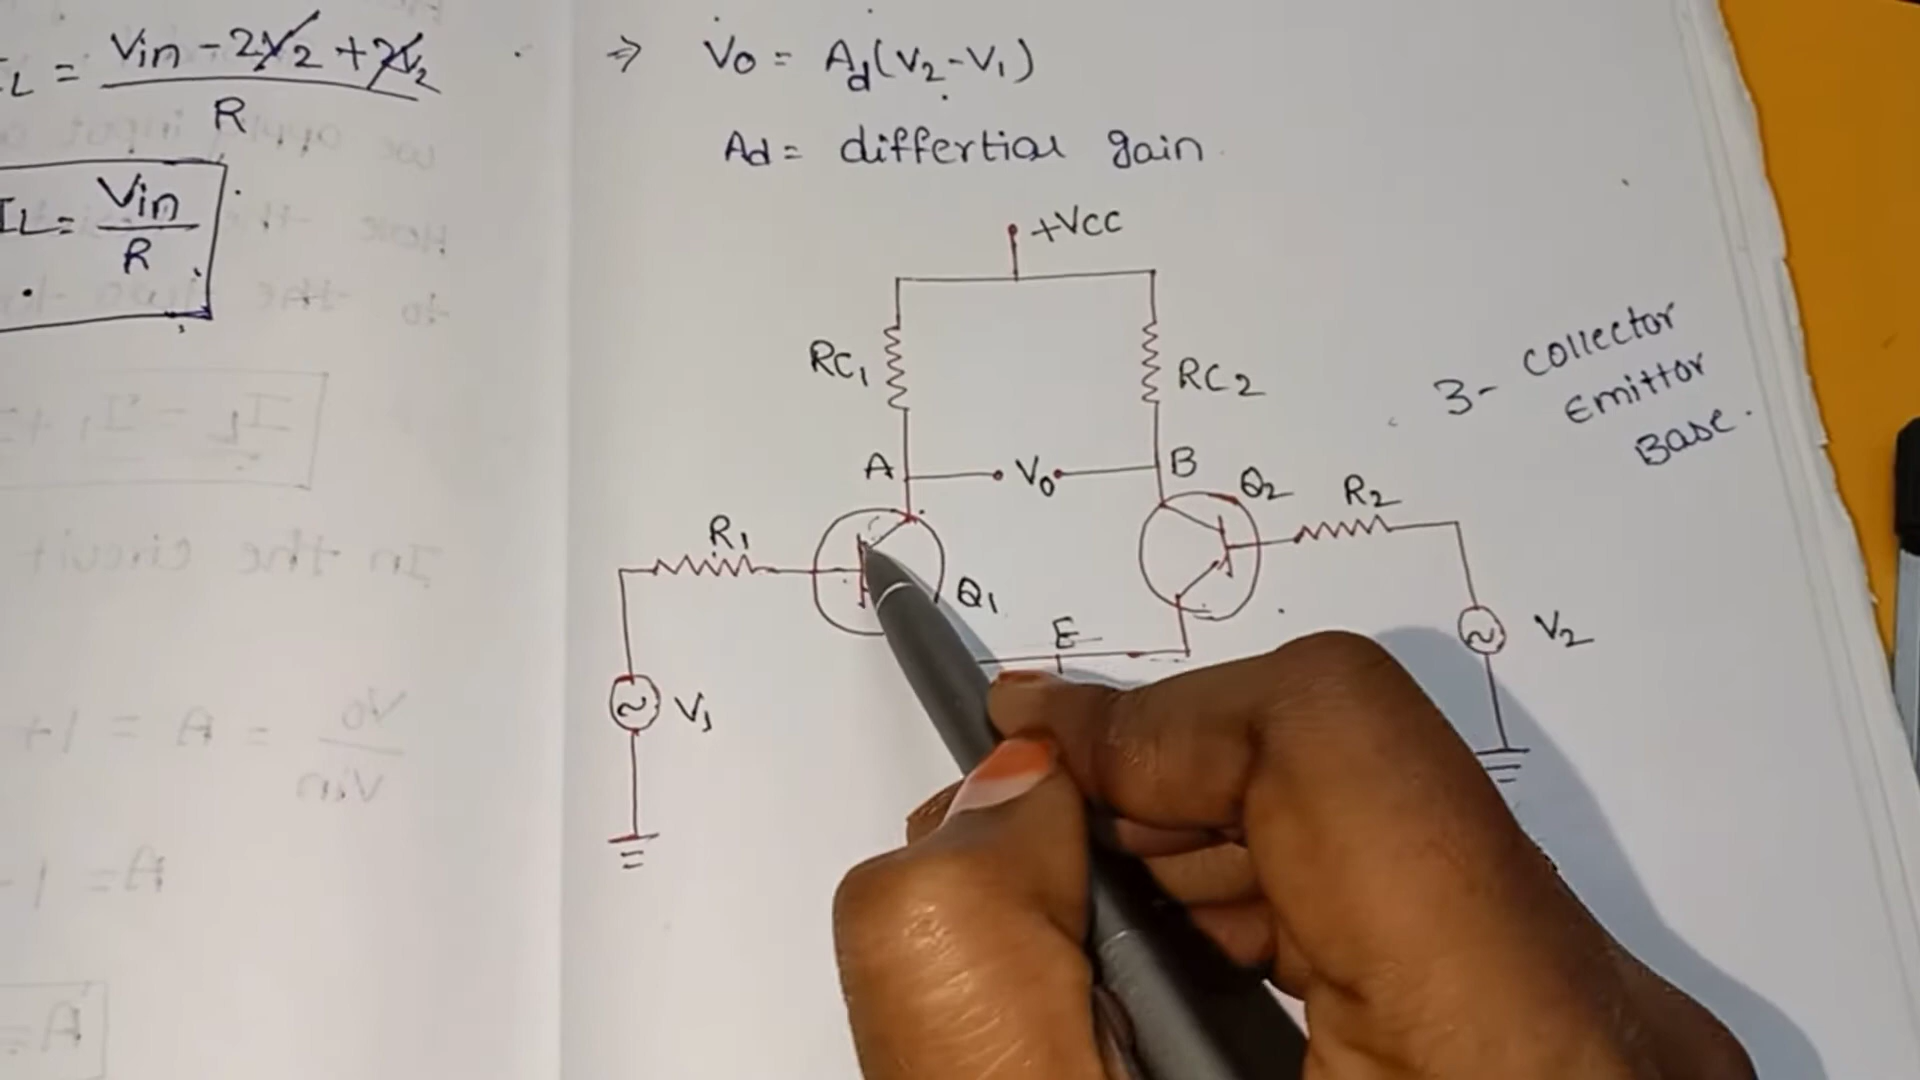 IL = Vin - 2V2 + 2V2 / R
IL = Vin / R
⇒ Vo = Ad(V2-V1)
Ad = differtial gain
+VCC
RC1
RC2
A
Vo
B
Q2
R2
R1
Q1
E
V1
V2
3- Collector
Emittor
Base.